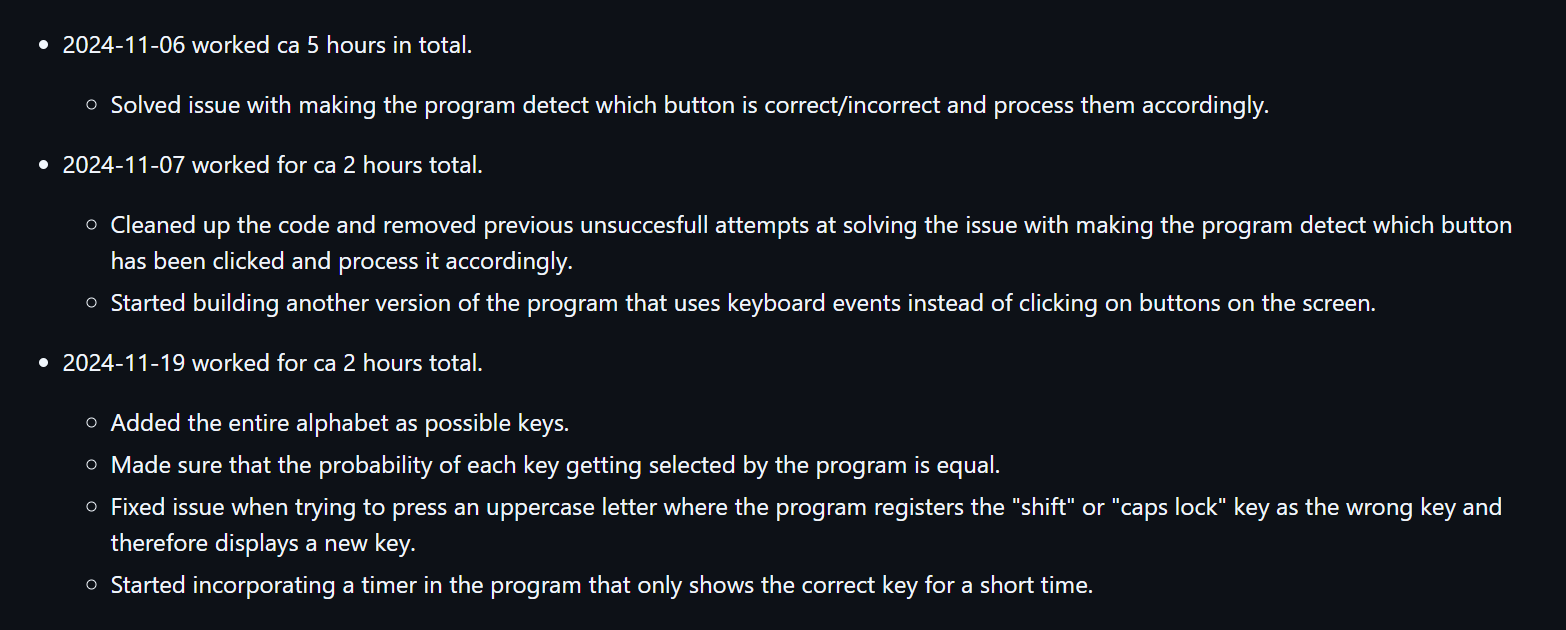 2024-11-06 worked ca 5 hours in total.
Solved issue with making the program detect which button is correct/incorrect and process them accordingly.
2024-11-07 worked for ca 2 hours total.
Cleaned up the code and removed previous unsuccesfull attempts at solving the issue with making the program detect which button
has been clicked and process it accordingly.
Started building another version of the program that uses keyboard events instead of clicking on buttons on the screen.
2024-11-19 worked for ca 2 hours total.
Added the entire alphabet as possible keys.
Made sure that the probability of each key getting selected by the program is equal.
Fixed issue when trying to press an uppercase letter where the program registers the "shift" or "caps lock" key as the wrong key and
therefore displays a new key.
Started incorporating a timer in the program that only shows the correct key for a short time.